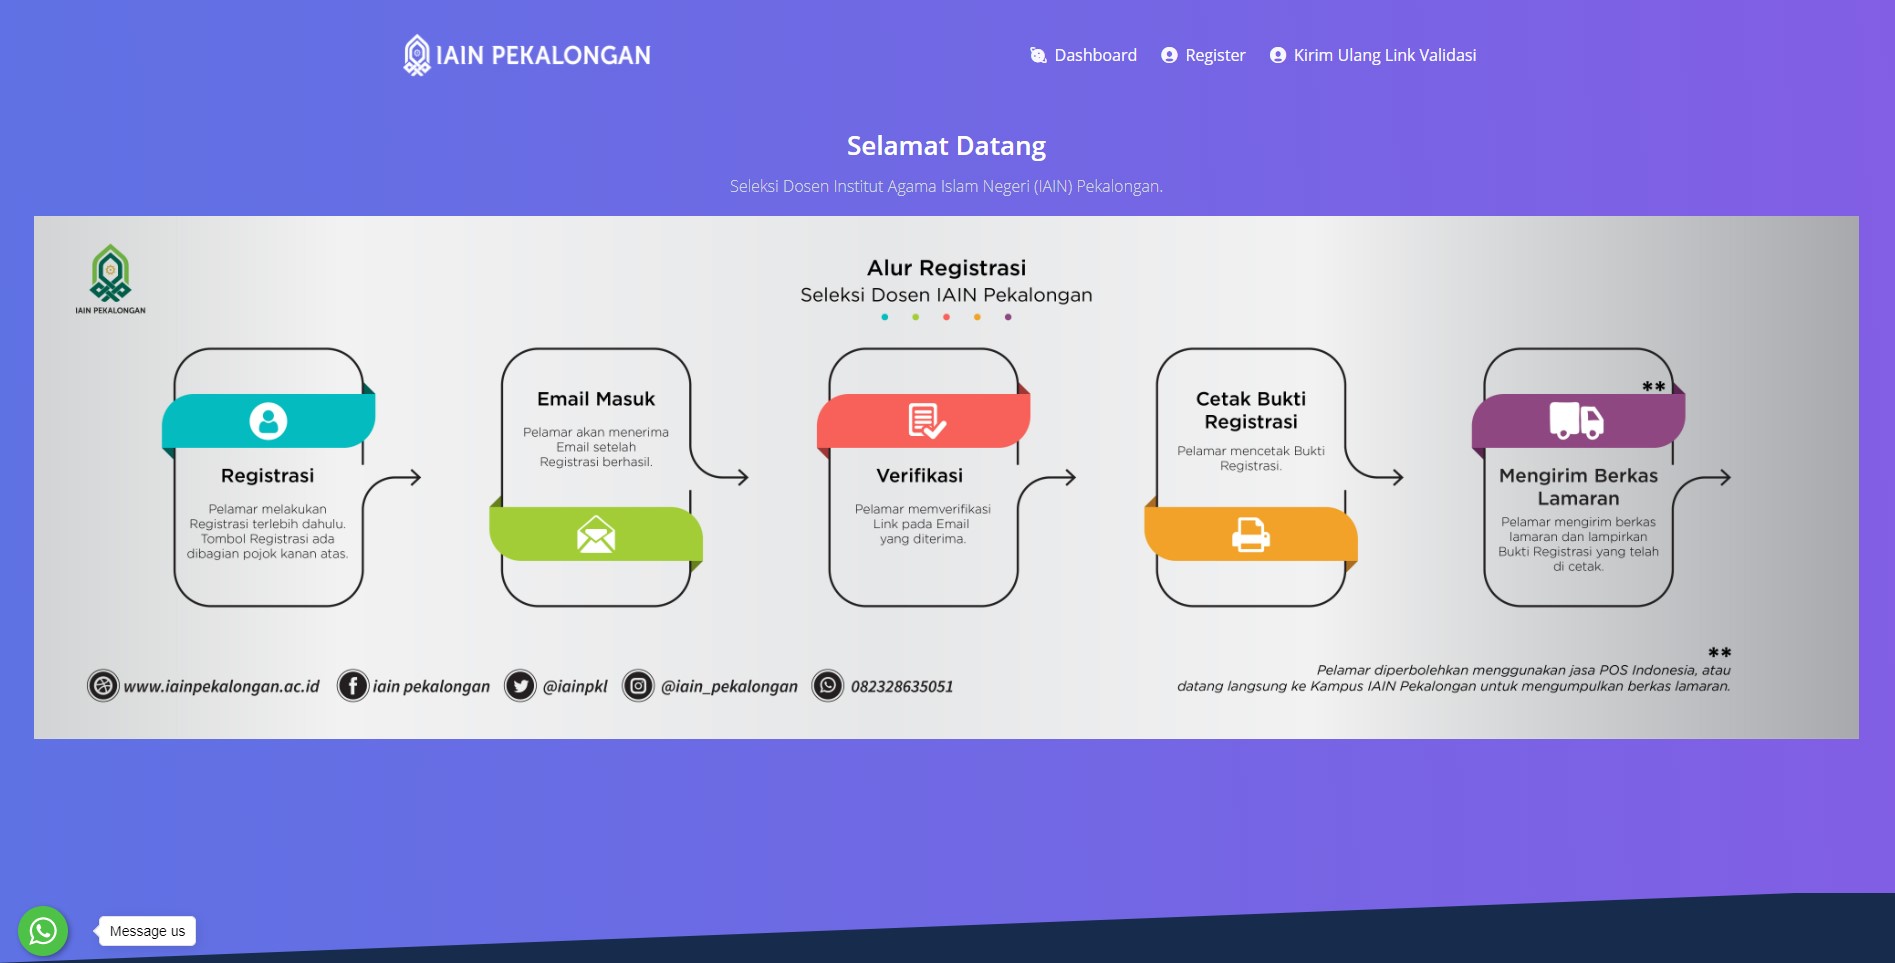 IAIN PEKALONGAN
Dashboard
Register
Kirim Ulang Link Validasi
Selamat Datang
Seleksi Dosen Institut Agama Islam Negeri (IAIN) Pekalongan.
IAIN PEKALONGAN
Alur Registrasi
Seleksi Dosen IAIN Pekalongan
Registrasi
Pelamar melakukan
Registrasi terlebih dahulu.
Tombol Registrasi ada
dibagian pojok kanan atas.
Email Masuk
Pelamar akan menerima
Email setelah
Registrasi berhasil.
Verifikasi
Pelamar memverifikasi
Link pada Email
yang diterima.
Cetak Bukti
Registrasi
Pelamar mencetak Bukti
Registrasi.
**
Mengirim Berkas
Lamaran
Pelamar mengirim berkas
lamaran dan lampirkan
Bukti Registrasi yang telah
di cetak.
www.iainpekalongan.ac.id
iain pekalongan
@iainpkl
@iain_pekalongan
082328635051
**
Pelamar diperbolehkan menggunakan jasa POS Indonesia, atau
datang langsung ke Kampus IAIN Pekalongan untuk mengumpulkan berkas lamaran.
Message us